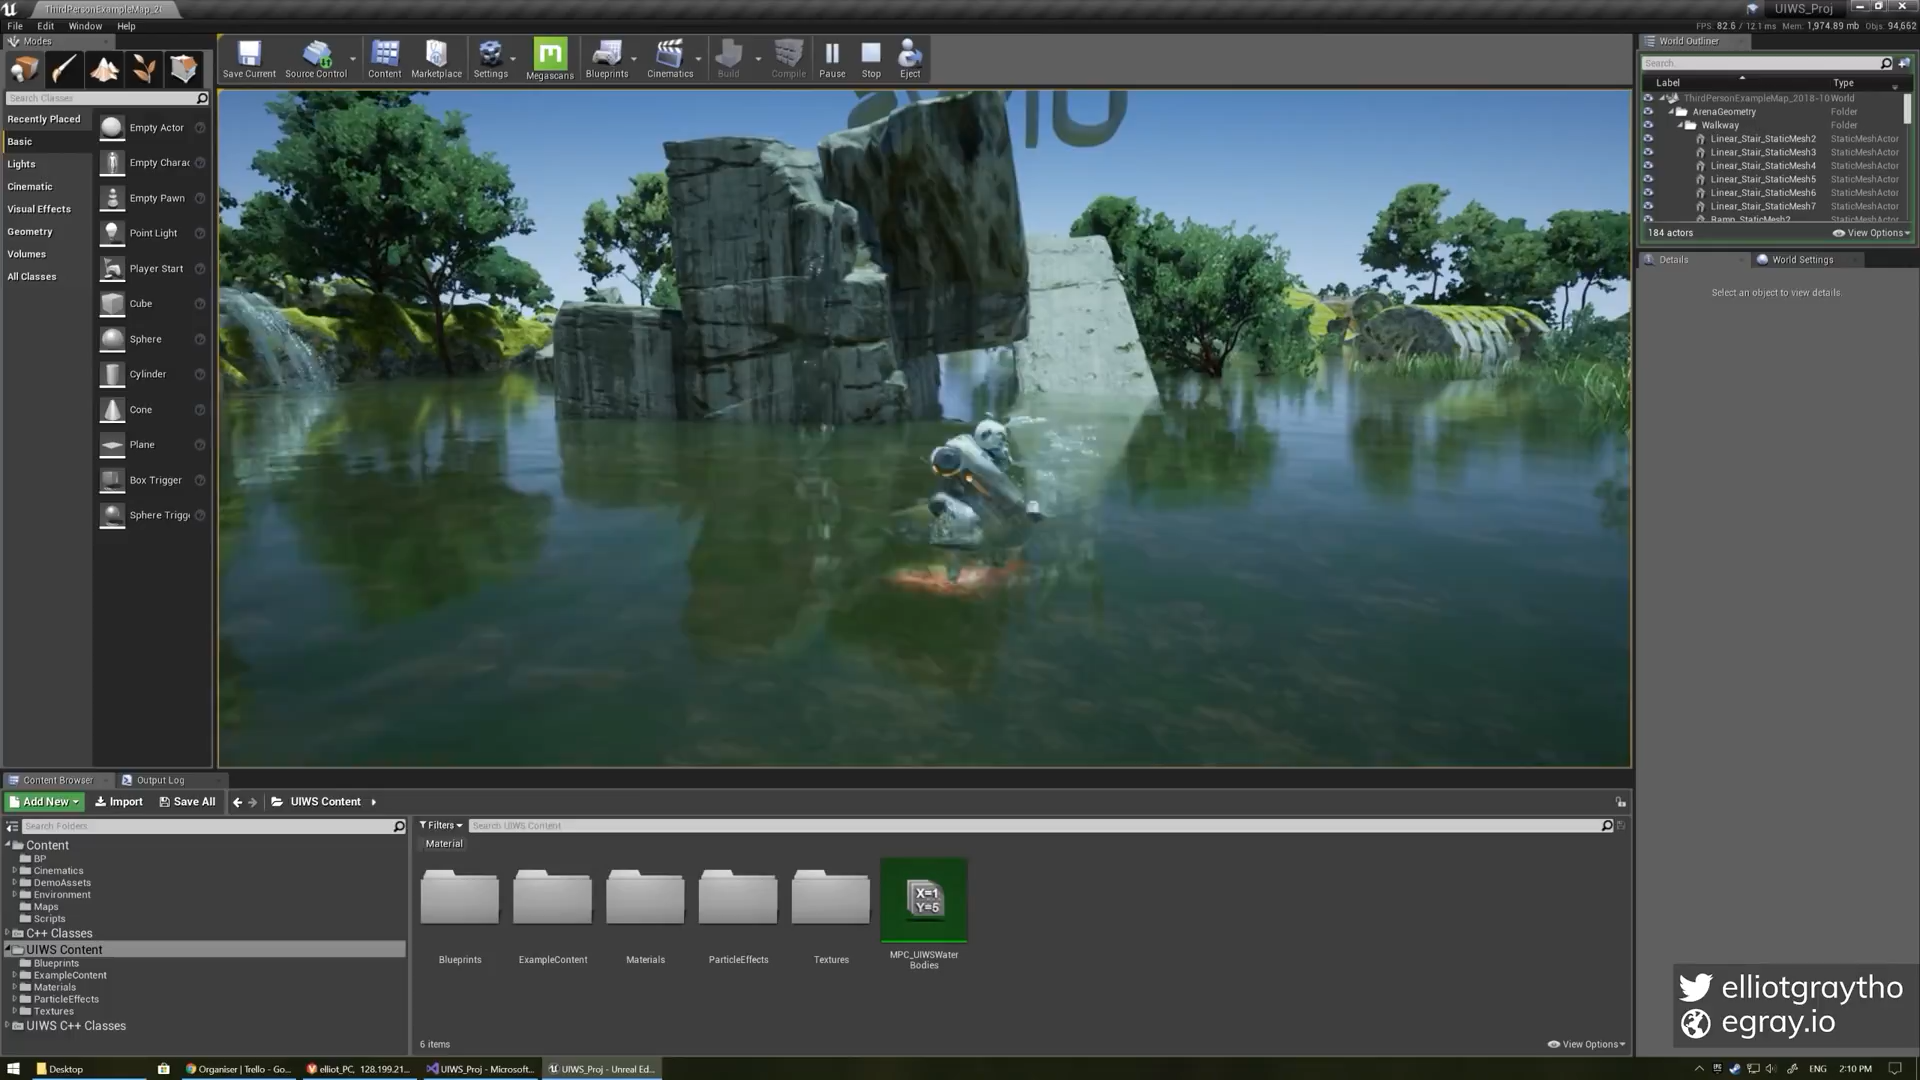 ThirdPersonExampleMap_2
UIWS_Proj
File Edit Window Help
FPS: 82.6 / 12.1 ms Mem: 1,974.89 mb Objs: 94,662
Modes
Save Current
Source Control
Content
Marketplace
Settings
Megascans
Blueprints
Cinematics
Build
Compile
Pause
Stop
Eject
Search Classes
Recently Placed
Basic
Lights
Cinematic
Visual Effects
Geometry
Volumes
All Classes
Empty Actor
Empty Charac
Empty Pawn
Point Light
Player Start
Cube
Sphere
Cylinder
Cone
Plane
Box Trigger
Sphere Trigg
World Outliner
Search.
Label Type
ThirdPersonExampleMap_2018-10 World
ArenaGeometry Folder
Walkway Folder
Linear_Stair_StaticMesh2 StaticMeshActor
Linear_Stair_StaticMesh3 StaticMeshActor
Linear_Stair_StaticMesh4 StaticMeshActor
Linear_Stair_StaticMesh5 StaticMeshActor
Linear_Stair_StaticMesh6 StaticMeshActor
Linear_Stair_StaticMesh7 StaticMeshActor
Ramp_StaticMesh2
184 actors View Options
Details World Settings
Select an object to view details
Content Browser Output Log
Add New Import Save All UIWS Content
Search Folders
Content
BP
Cinematics
DemoAssets
Environment
Maps
Scripts
C++ Classes
UIWS Content
Blueprints
ExampleContent
Materials
ParticleEffects
Textures
UIWS C++ Classes
Filters Search UIWS Content
Material
X=1
Y=5
Blueprints
ExampleContent
Materials
ParticleEffects
Textures
MPC_UIWSWater
Bodies
6 items View Options
elliotgraytho
egray.io
Desktop
Organiser | Trello - Go...
elliot_PC, 128.199.21...
UIWS_Proj - Microsoft...
UIWS_Proj - Unreal Ed...
ENG 2:10 PM